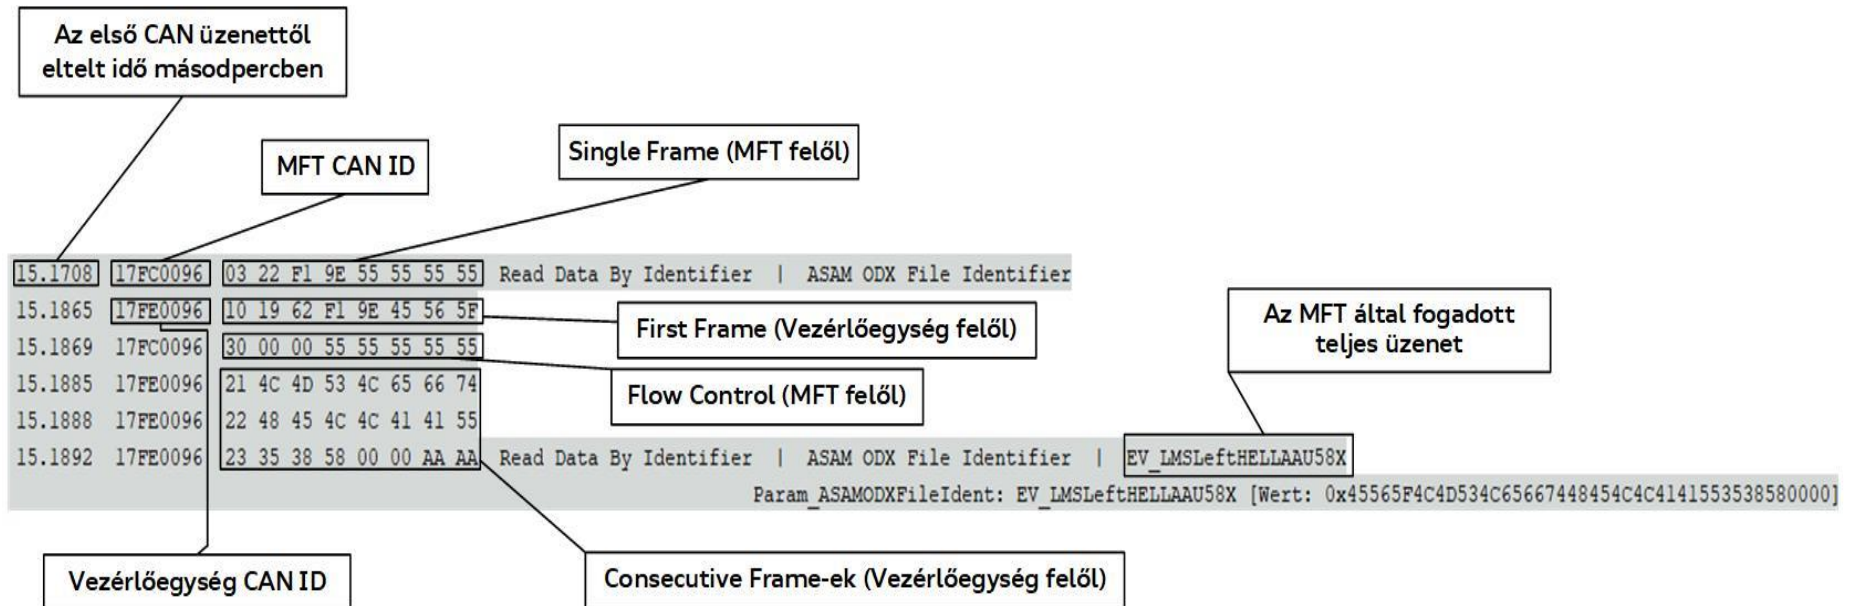 Az első CAN üzenettől
eltelt idő másodpercben
MFT CAN ID
Single Frame (MFT felől)
15.1708 17FC0096 03 22 F1 9E 55 55 55 55 Read Data By Identifier | ASAM ODX File Identifier
15.1865 17FE0096 10 19 62 F1 9E 45 56 5F
First Frame (Vezérlőegység felől)
Az MFT által fogadott
teljes üzenet
15.1869 17FC0096 30 00 00 55 55 55 55 55
15.1885 17FE0096 21 4C 4D 53 4C 65 66 74
Flow Control (MFT felől)
15.1888 17FE0096 22 48 45 4C 4C 41 41 55
15.1892 17FE0096 23 35 38 58 00 00 AA AA Read Data By Identifier | ASAM ODX File Identifier | EV_LMSLeftHELLAAU58X
Param_ASAMODXFileIdent: EV_LMSLeftHELLAAU58X [Wert: 0x45565F4C4D534C65667448454C4C4141553538580000]
Vezérlőegység CAN ID
Consecutive Frame-ek (Vezérlőegység felől)